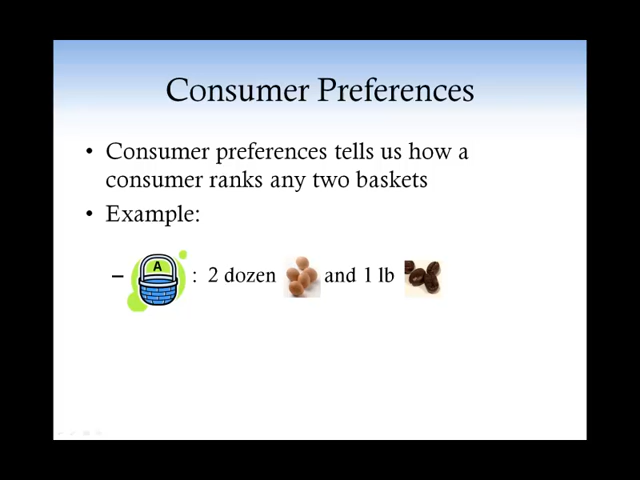 Consumer Preferences
• Consumer preferences tells us how a
consumer ranks any two baskets
• Example:
– A : 2 dozen and 1 lb